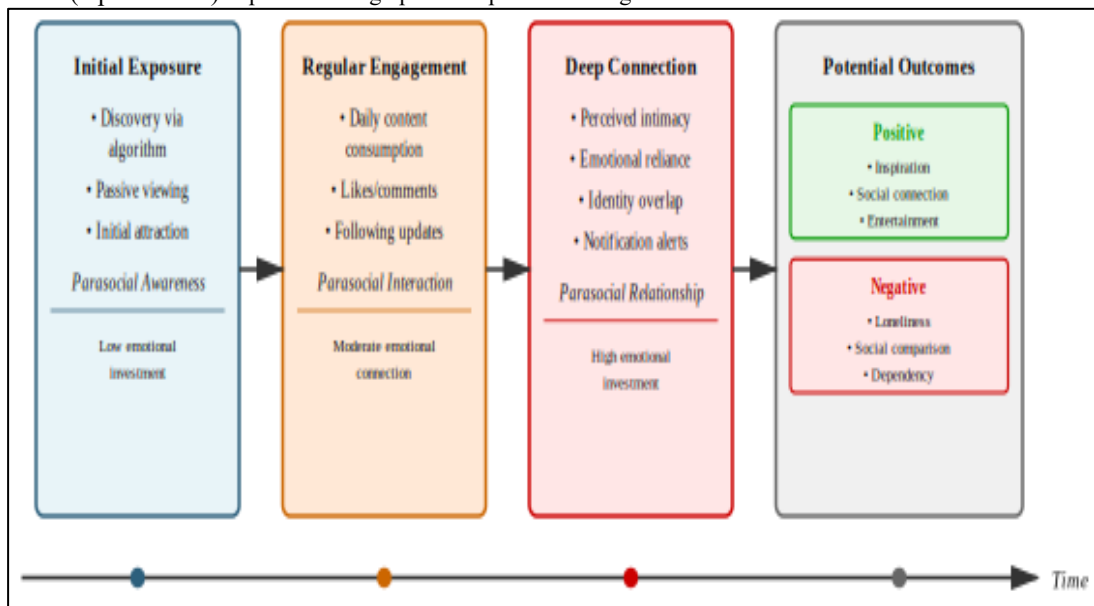 Initial Exposure
• Discovery via
algorithm
• Passive viewing
• Initial attraction
Parasocial Awareness
Low emotional
investment
Regular Engagement
• Daily content
consumption
• Likes/comments
• Following updates
Parasocial Interaction
Moderate emotional
connection
Deep Connection
• Perceived intimacy
• Emotional reliance
• Identity overlap
• Notification alerts
Parasocial Relationship
High emotional
investment
Potential Outcomes
Positive
• Inspiration
• Social connection
• Entertainment
Negative
• Loneliness
• Social comparison
• Dependency
Time